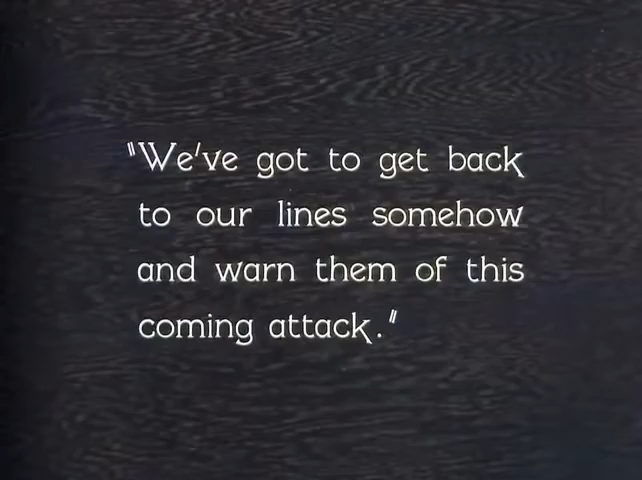 "We've got to get back
to our lines somehow
and warn them of this
coming attack."